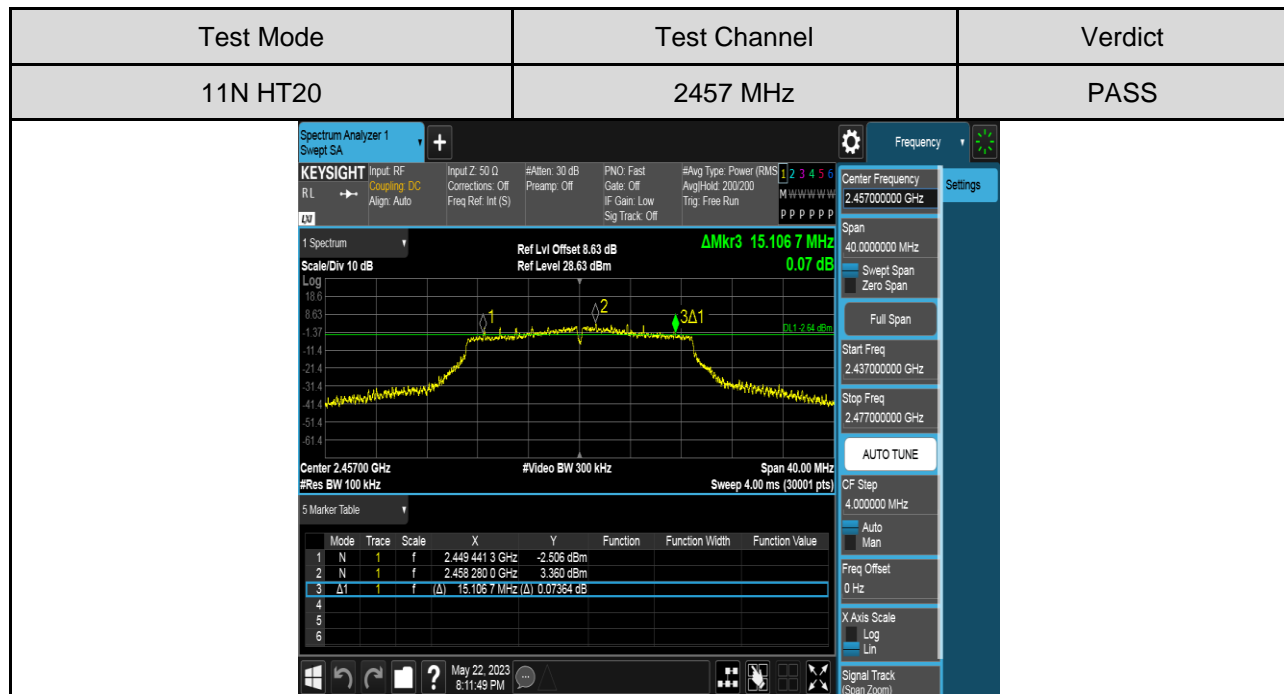 Test Mode Test Channel Verdict
11N HT20 2457 MHz PASS
Spectrum Analyzer 1
Swept SA
+
Frequency
KEYSIGHT Input: RF Input Z: 50 Ω #Atten: 30 dB PNO: Fast #Avg Type: Power (RMS 1 2 3 4 5 6
RL Coupling: DC Corrections: Off Preamp: Off Gate: Off Avg|Hold: 200/200 M W W W W W
Align: Auto Freq Ref: Int (S) IF Gain: Low Trig: Free Run
LXI Sig Track: Off P P P P P P
Settings
1 Spectrum Ref Lvl Offset 8.63 dB ΔMkr3 15.106 7 MHz
Scale/Div 10 dB Ref Level 28.63 dBm 0.07 dB
Log
18.6
8.63
-1.37
-11.4
-21.4
-31.4
-41.4
-51.4
-61.4
1
2
3Δ1
DL1 -2.64 dBm
Center 2.45700 GHz #Video BW 300 kHz Span 40.00 MHz
#Res BW 100 kHz Sweep 4.00 ms (30001 pts)
5 Marker Table
Mode Trace Scale X Y Function Function Width Function Value
1 N 1 f 2.449 441 3 GHz -2.506 dBm
2 N 1 f 2.458 280 0 GHz 3.360 dBm
3 Δ1 1 f (Δ) 15.106 7 MHz (Δ) 0.07364 dB
4
5
6
Center Frequency
2.457000000 GHz
Span
40.0000000 MHz
Swept Span
Zero Span
Full Span
Start Freq
2.437000000 GHz
Stop Freq
2.477000000 GHz
AUTO TUNE
CF Step
4.000000 MHz
Auto
Man
Freq Offset
0 Hz
X Axis Scale
Log
Lin
Signal Track
(Span Zoom)
? May 22, 2023
8:11:49 PM